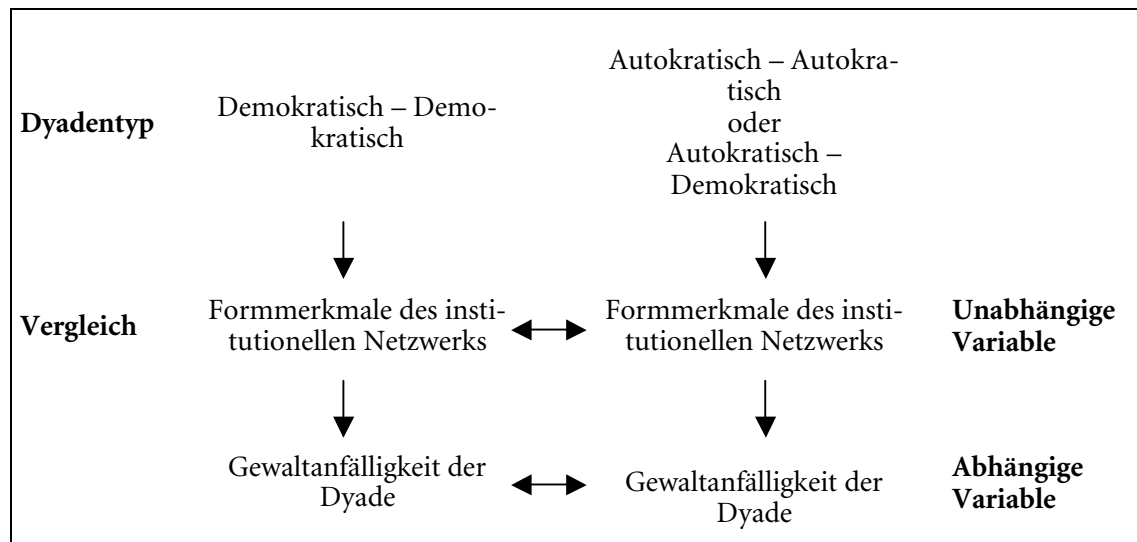 Dyadentyp
Demokratisch – Demo-
kratisch
Autokratisch – Autokra-
tisch
oder
Autokratisch –
Demokratisch
Vergleich
Formmerkmale des insti-
tutionellen Netzwerks
Formmerkmale des insti-
tutionellen Netzwerks
Unabhängige
Variable
Gewaltanfälligkeit der
Dyade
Gewaltanfälligkeit der
Dyade
Abhängige
Variable